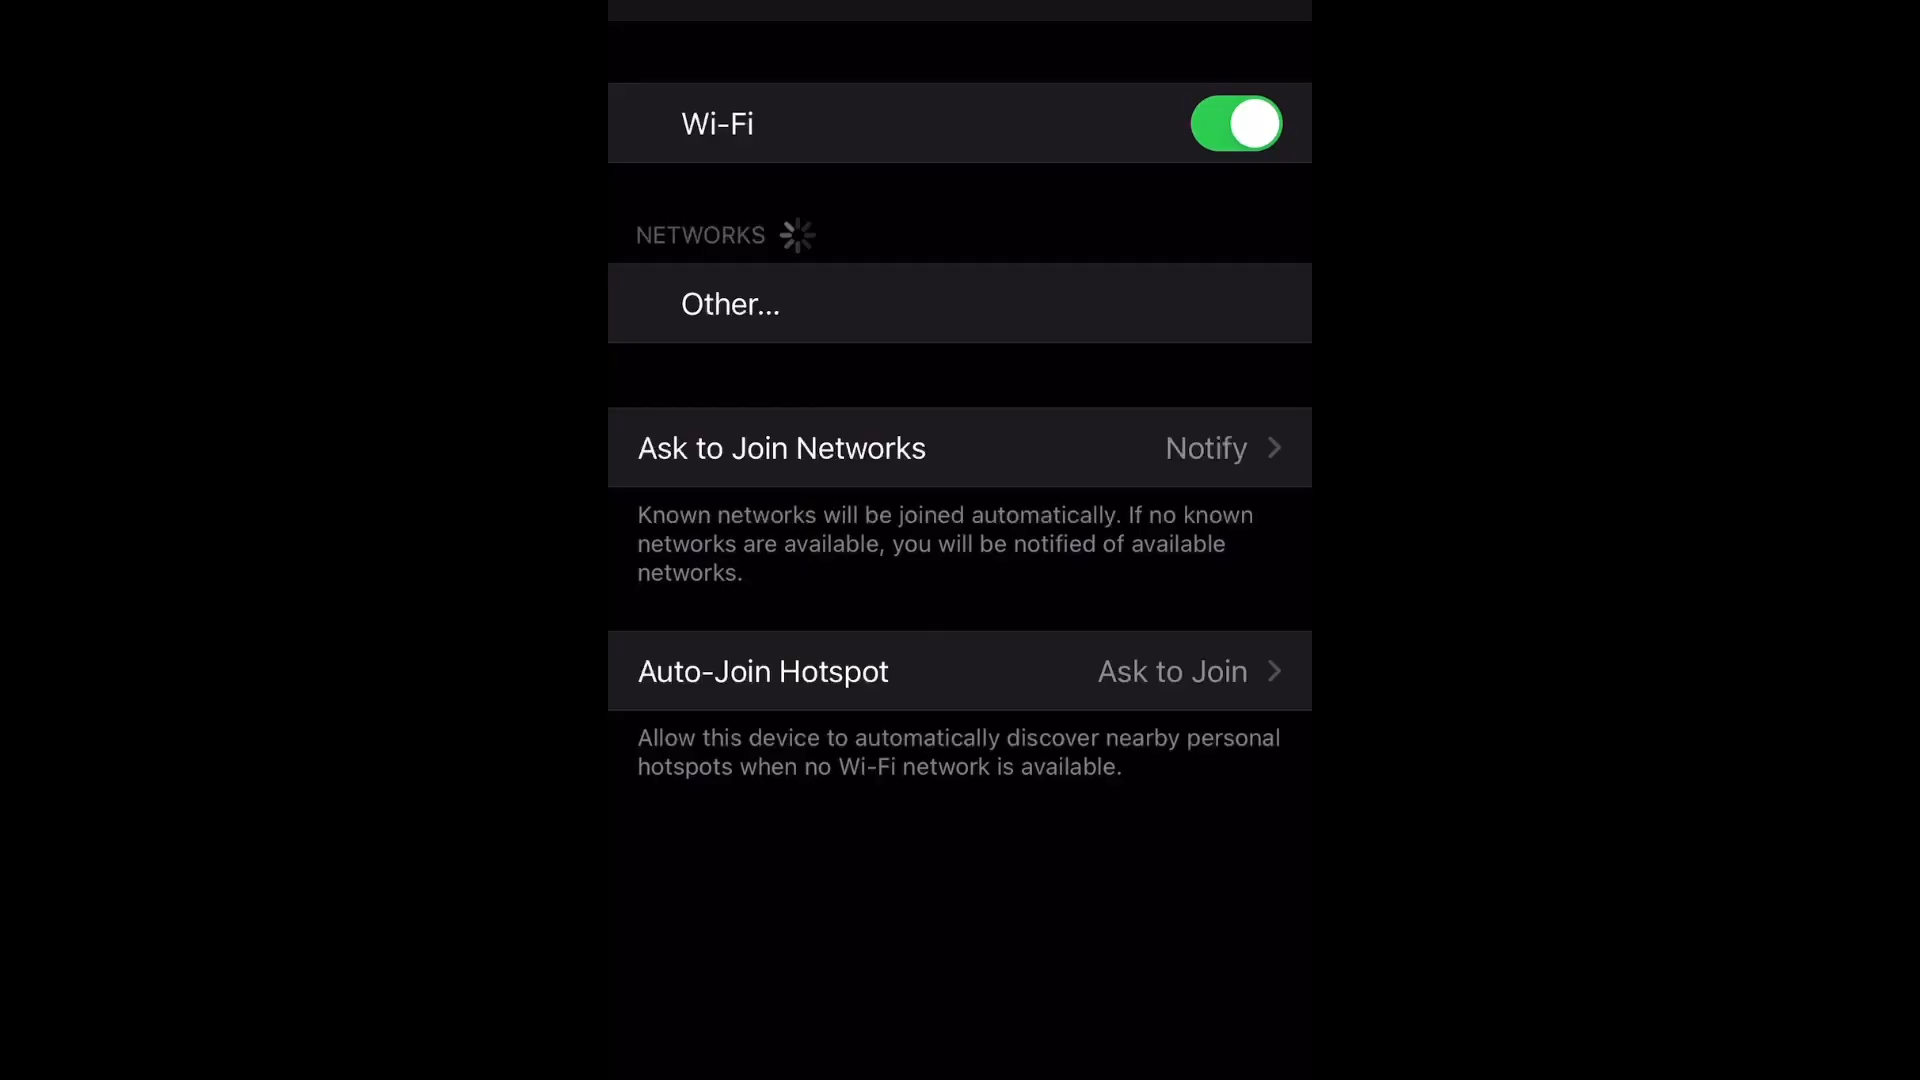 Wi-Fi
NETWORKS
Other...
Ask to Join Networks Notify
Known networks will be joined automatically. If no known
networks are available, you will be notified of available
networks.
Auto-Join Hotspot Ask to Join
Allow this device to automatically discover nearby personal
hotspots when no Wi-Fi network is available.